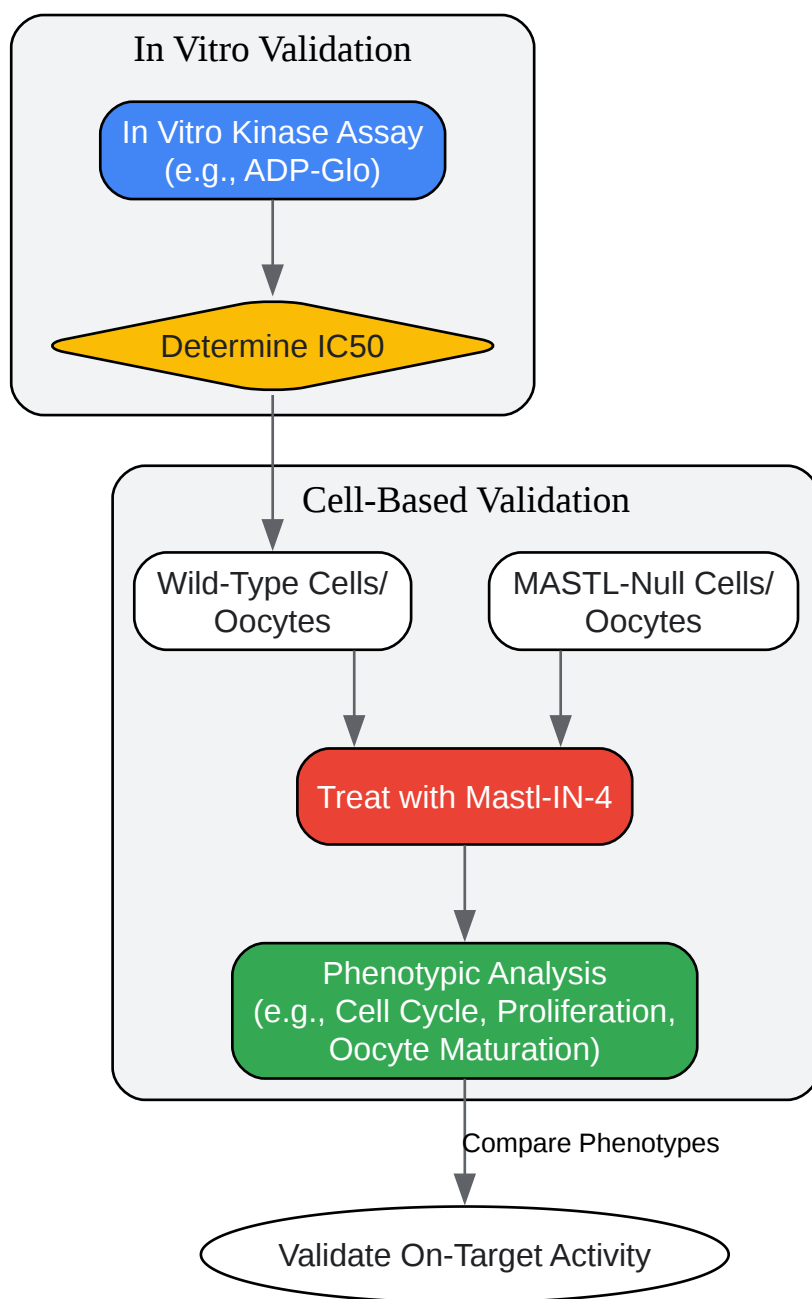 In Vitro Validation
In Vitro Kinase Assay
(e.g., ADP-Glo)
Determine IC50
Cell-Based Validation
Wild-Type Cells/
Oocytes
MASTL-Null Cells/
Oocytes
Treat with Mastl-IN-4
Phenotypic Analysis
(e.g., Cell Cycle, Proliferation,
Oocyte Maturation)
Compare Phenotypes
Validate On-Target Activity